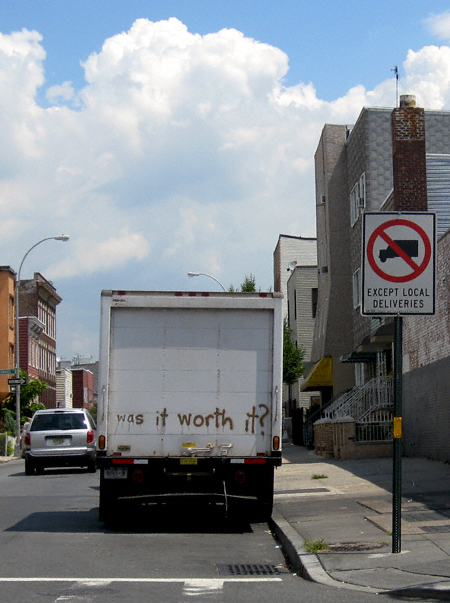 was it worth it?
EXCEPT LOCAL
DELIVERIES